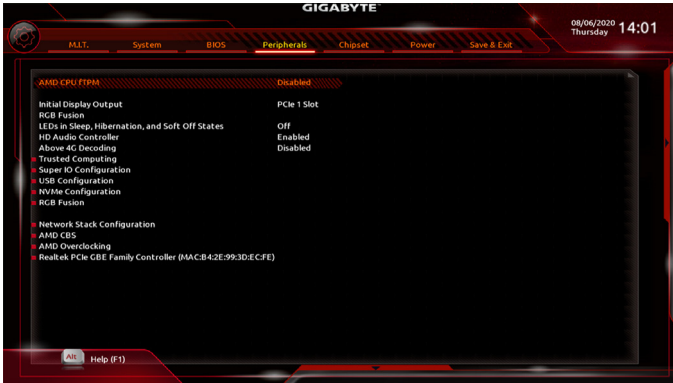 GIGABYTE
08/06/2020
Thursday
14:01
M.I.T. System BIOS Peripherals Chipset Power Save & Exit
AMD CPU fTPM Disabled
Initial Display Output PCIe 1 Slot
RGB Fusion
LEDs in Sleep, Hibernation, and Soft Off States Off
HD Audio Controller Enabled
Above 4G Decoding Disabled
Trusted Computing
Super IO Configuration
USB Configuration
NVMe Configuration
RGB Fusion
Network Stack Configuration
AMD CBS
AMD Overclocking
Realtek PCIe GBE Family Controller (MAC:B4:2E:99:3D:EC:FE)
Alt Help (F1)